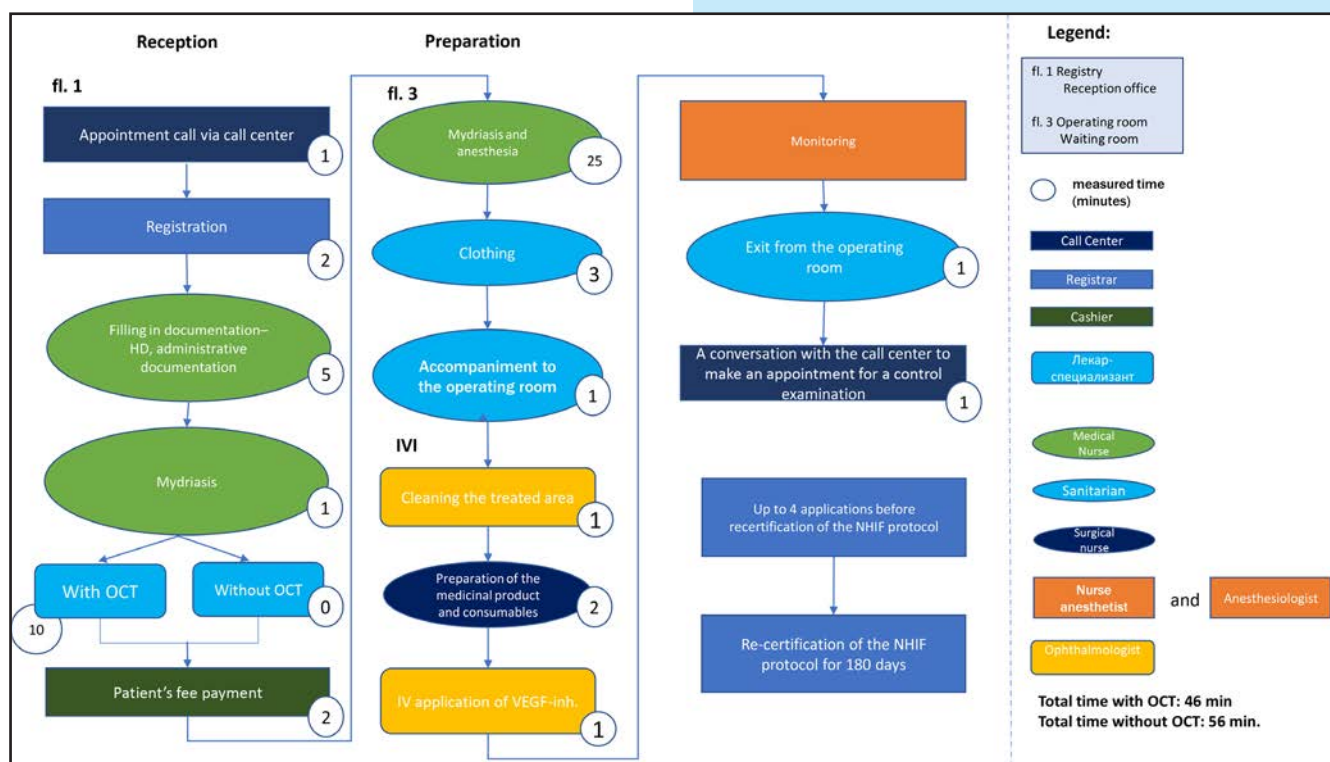 Reception
fl. 1
Appointment call via call center
1
Registration
2
Filling in documentation–
HD, administrative
documentation
5
Mydriasis
1
With OCT
10
Without OCT
0
Patient's fee payment
2
Preparation
fl. 3
Mydriasis and
anesthesia
25
Clothing
3
Accompaniment to
the operating room
1
IVI
Cleaning the treated area
1
Preparation of the
medicinal product
and consumables
2
IV application of VEGF-inh.
1
Monitoring
Exit from the operating
room
1
A conversation with the call center to
make an appointment for a control
examination
1
Up to 4 applications before
recertification of the NHIF protocol
Re-certification of the NHIF
protocol for 180 days
Legend:
fl. 1 Registry
Reception office
fl. 3 Operating room
Waiting room
measured time
(minutes)
Call Center
Registrar
Cashier
Лекар-
специализант
Medical
Nurse
Sanitarian
Surgical
nurse
Nurse
anesthetist
and
Anesthesiologist
Ophthalmologist
Total time with OCT: 46 min
Total time without OCT: 56 min.